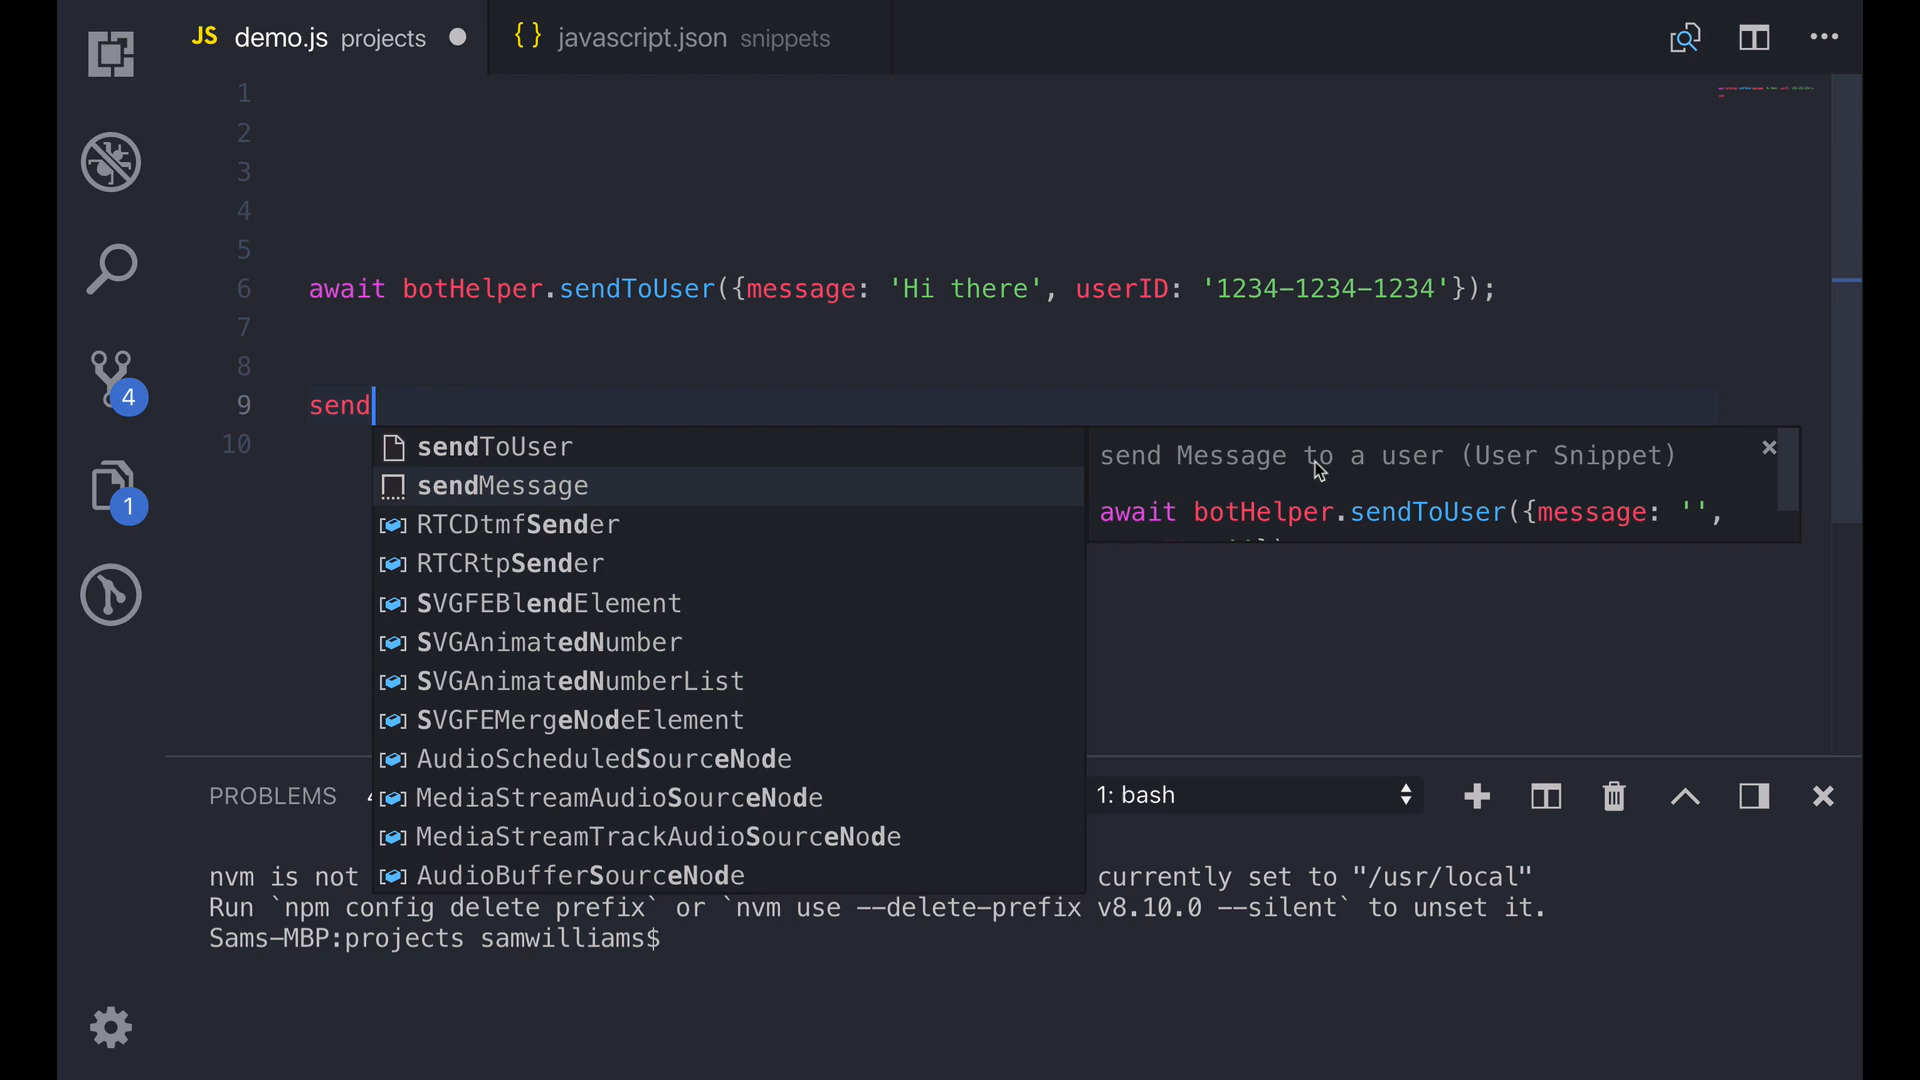 JS demo.js projects
{ } javascript.json snippets
1
2
3
4
5
6 await botHelper.sendToUser({message: 'Hi there', userID: '1234-1234-1234'});
7
8
9 send
10
sendToUser
sendMessage
RTCDtmfSender
RTCRtpSender
SVGFEBlendElement
SVGAnimatedNumber
SVGAnimatedNumberList
SVGFEMergeNodeElement
AudioScheduledSourceNode
MediaStreamAudioSourceNode
MediaStreamTrackAudioSourceNode
AudioBufferSourceNode
send Message to a user (User Snippet)
await botHelper.sendToUser({message: '',
4
1
PROBLEMS
1: bash
nvm is not
currently set to "/usr/local"
Run `npm config delete prefix` or `nvm use --delete-prefix v8.10.0 --silent` to unset it.
Sams-MBP:projects samwilliams$